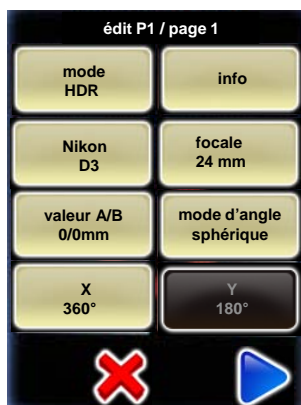 édit P1 / page 1
mode
HDR
info
Nikon
D3
focale
24 mm
valeur A/B
0/0mm
mode d'angle
sphérique
X
360°
Y
180°